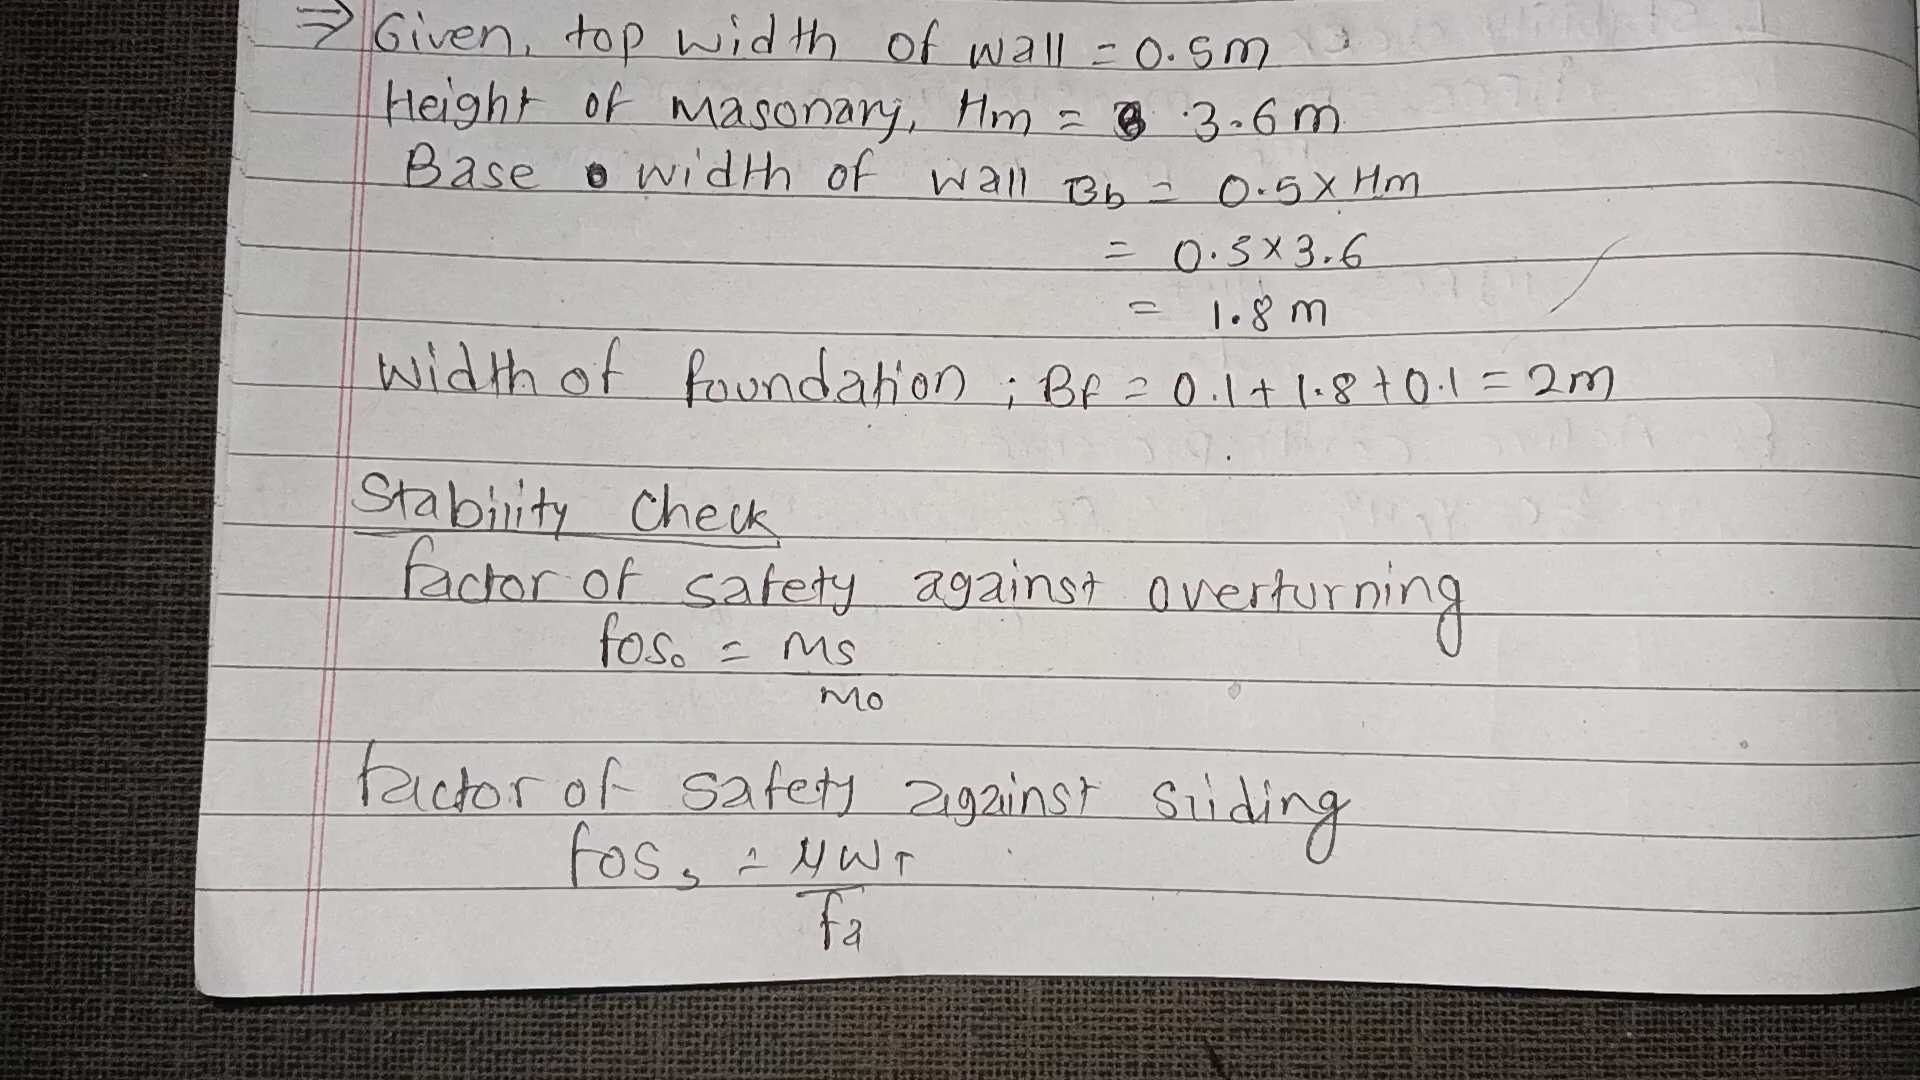 ⇒ Given, top width of wall = 0.5m
Height of masonary, Hm = 3.6m
Base width of wall Bb = 0.5 x Hm
= 0.5 x 3.6
= 1.8 m
Width of foundation ; Bf = 0.1 + 1.8 + 0.1 = 2m
Stability Check
factor of safety against overturning
fos₀ = Ms
Mo
factor of safety against sliding
fos s = μWT
Fa